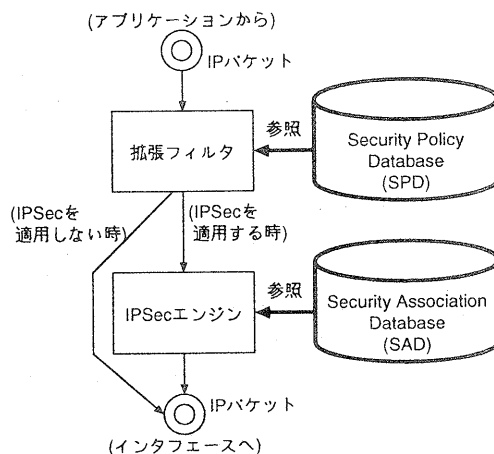 (アプリケーションから)
IPパケット
拡張フィルタ
参照
Security Policy
Database
(SPD)
(IPSecを
適用しない時)
(IPSecを
適用する時)
IPSecエンジン
参照
Security Association
Database
(SAD)
IPパケット
(インタフェースへ)